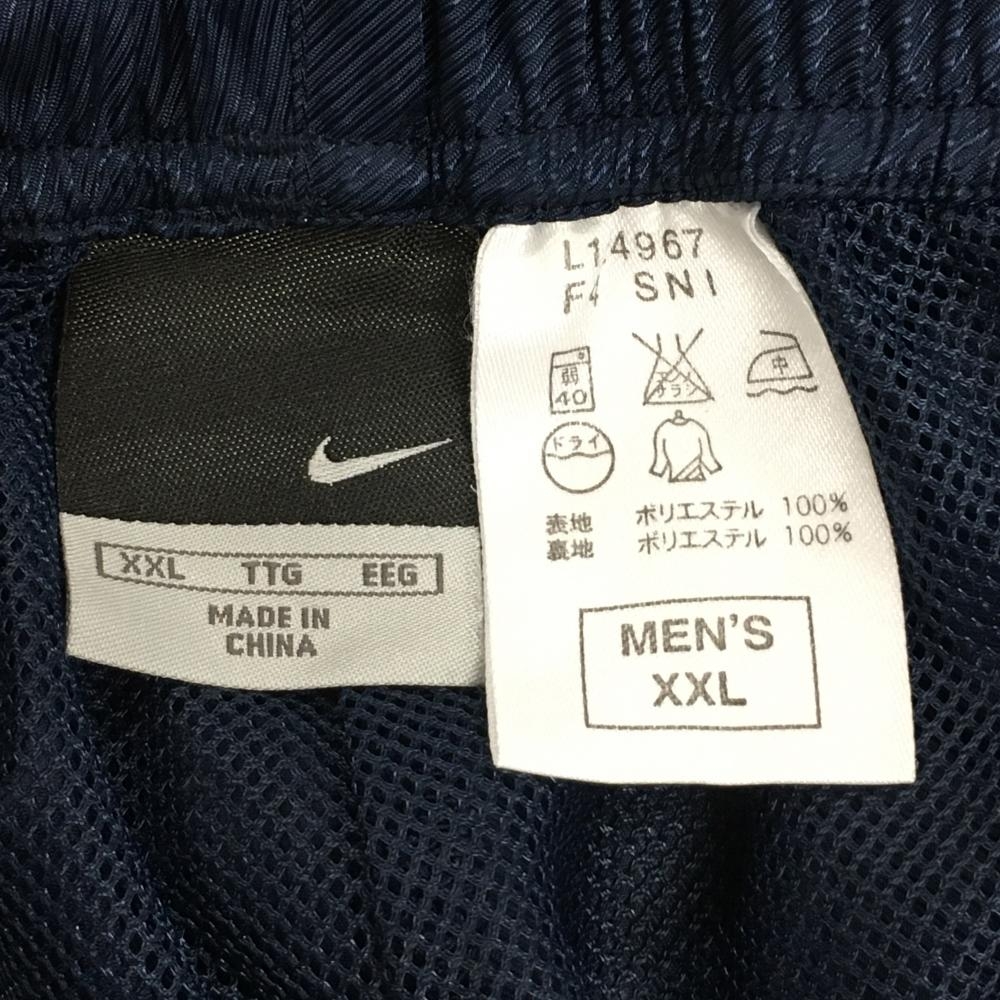 XXL TTG EEG
MADE IN
CHINA
4967
SNI
弱
40
中
ドライ
表地 ポリエステル 100%
裏地 ポリエステル 100%
MEN'S
XXL